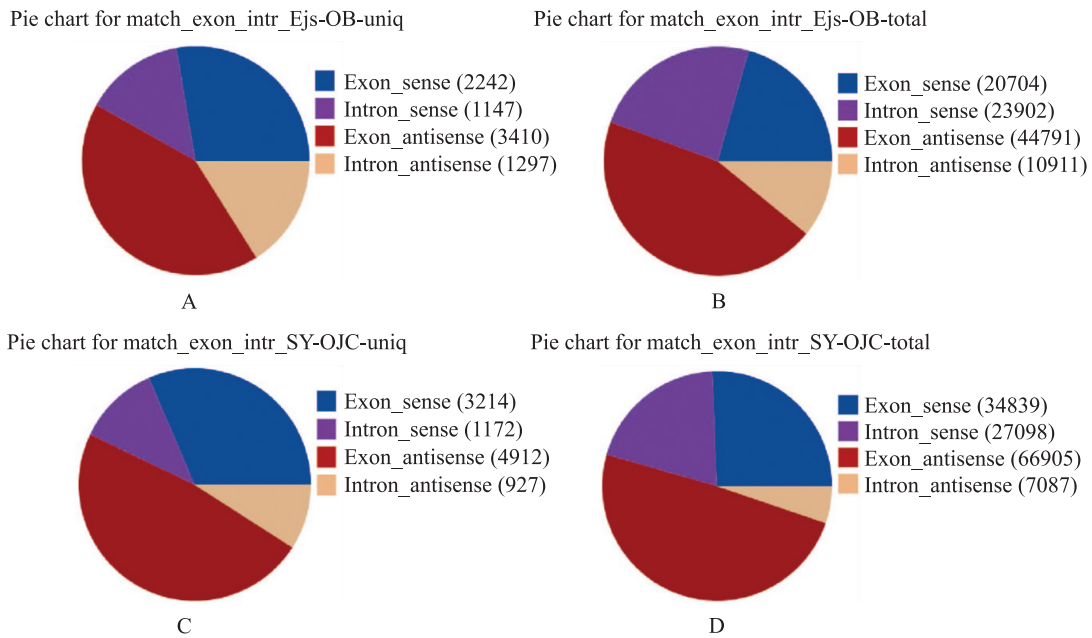 Pie chart for match_exon_intr_Ejs-OB-uniq
Exon_sense (2242)
Intron_sense (1147)
Exon_antisense (3410)
Intron_antisense (1297)
A
Pie chart for match_exon_intr_Ejs-OB-total
Exon_sense (20704)
Intron_sense (23902)
Exon_antisense (44791)
Intron_antisense (10911)
B
Pie chart for match_exon_intr_SY-OJC-uniq
Exon_sense (3214)
Intron_sense (1172)
Exon_antisense (4912)
Intron_antisense (927)
C
Pie chart for match_exon_intr_SY-OJC-total
Exon_sense (34839)
Intron_sense (27098)
Exon_antisense (66905)
Intron_antisense (7087)
D